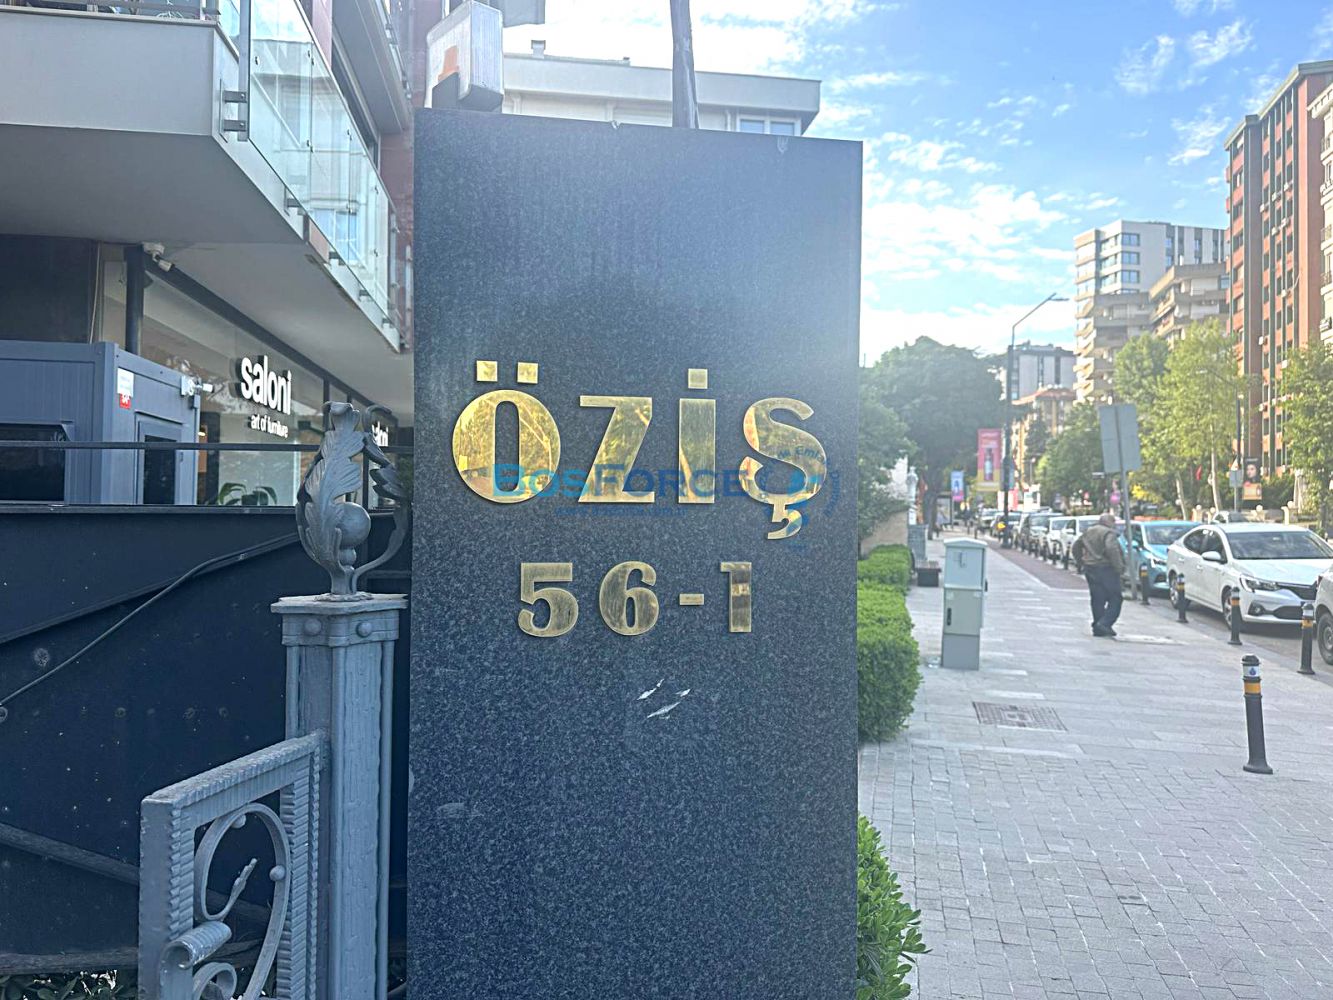 saloni
art of furniture
ÖZİŞ
BosFORCE
56-1